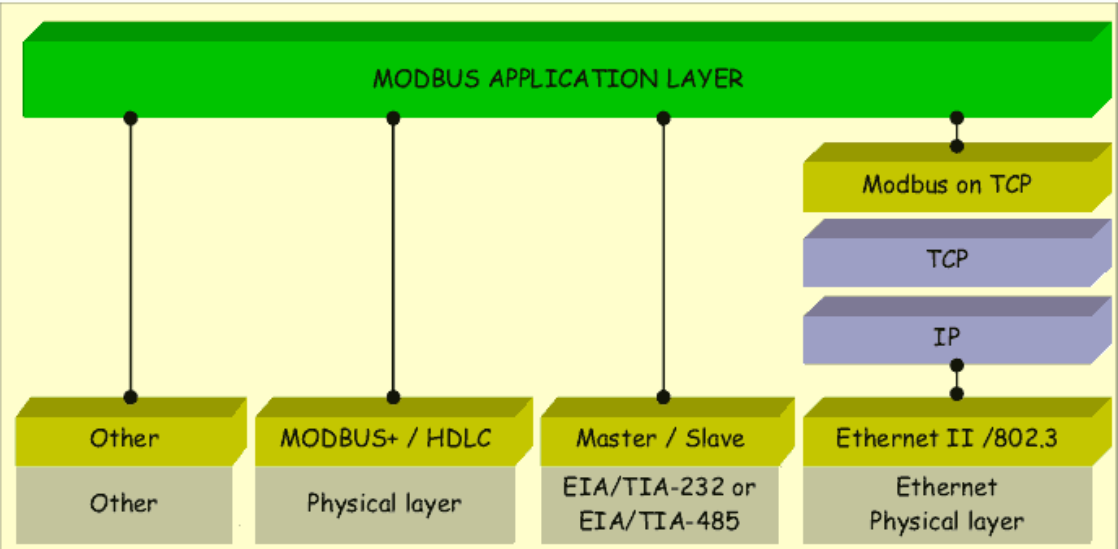 MODBUS APPLICATION LAYER
Modbus on TCP
TCP
IP
Other
MODBUS+ / HDLC
Master / Slave
Ethernet II /802.3
Other
Physical layer
EIA/TIA-232 or
EIA/TIA-485
Ethernet
Physical layer